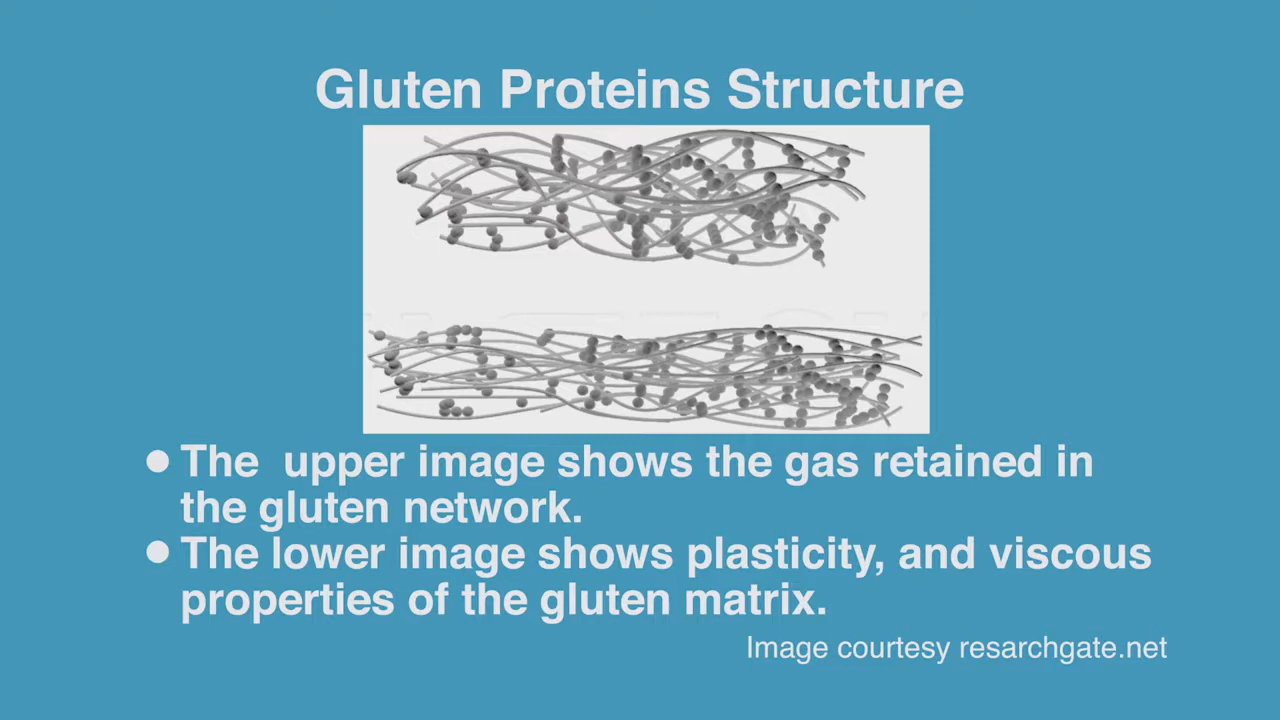 Gluten Proteins Structure
The upper image shows the gas retained in
the gluten network.
The lower image shows plasticity, and viscous
properties of the gluten matrix.
Image courtesy resarchgate.net